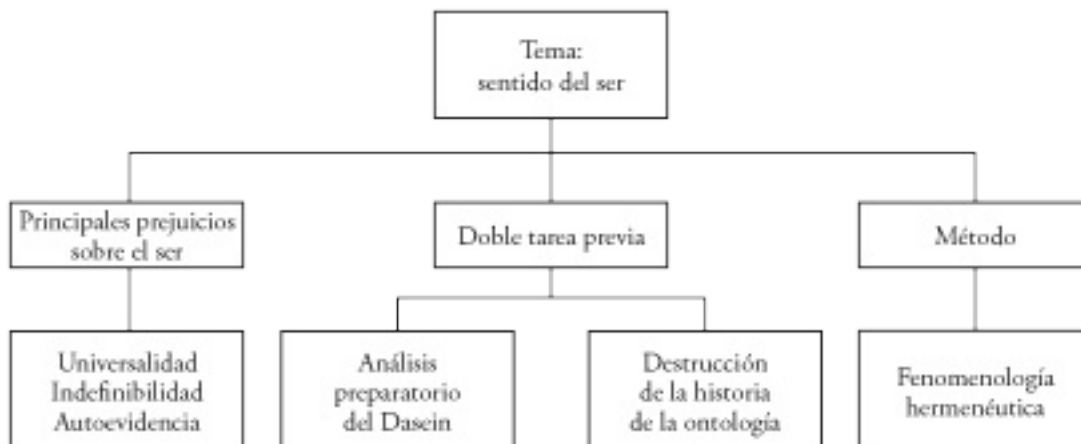 Tema:
sentido del ser
Principales prejuicios
sobre el ser
Doble tarea previa
Método
Universalidad
Indefinibilidad
Autoevidencia
Análisis
preparatorio
del Dasein
Destrucción
de la historia
de la ontología
Fenomenología
hermenéutica